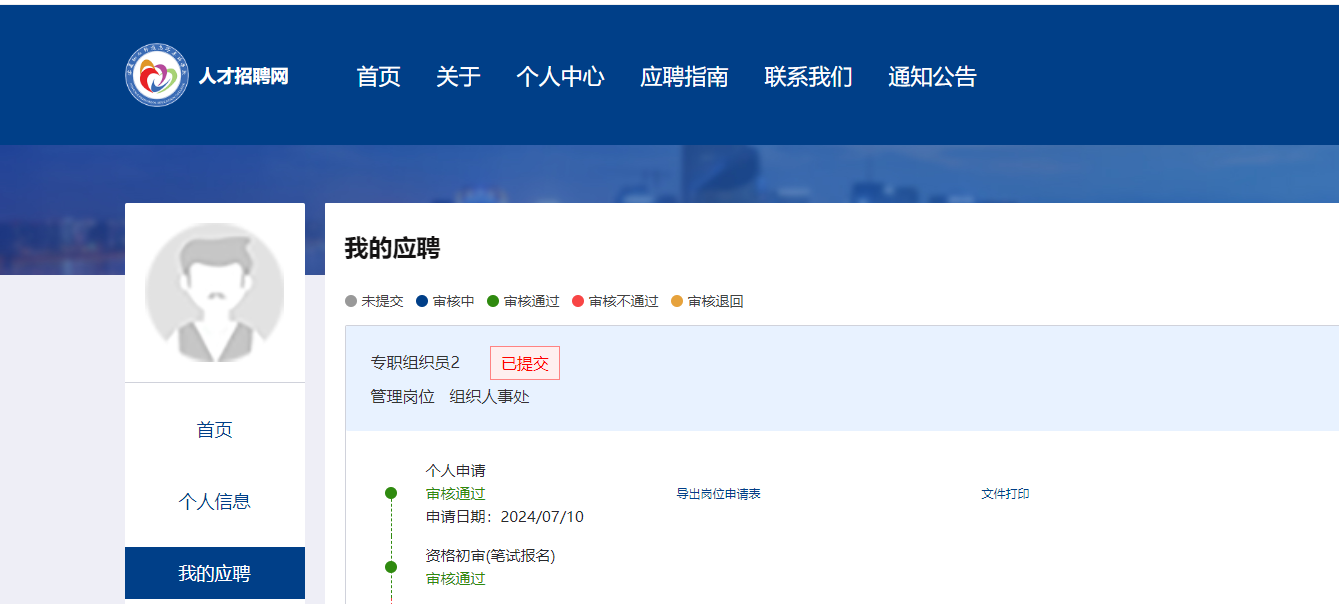 人才招聘网
首页 关于 个人中心 应聘指南 联系我们 通知公告
我的应聘
未提交 审核中 审核通过 审核不通过 审核退回
专职组织员2 已提交
管理岗位 组织人事处
首页
个人信息
我的应聘
个人申请
审核通过 导出岗位申请表 文件打印
申请日期：2024/07/10
资格初审(笔试报名)
审核通过